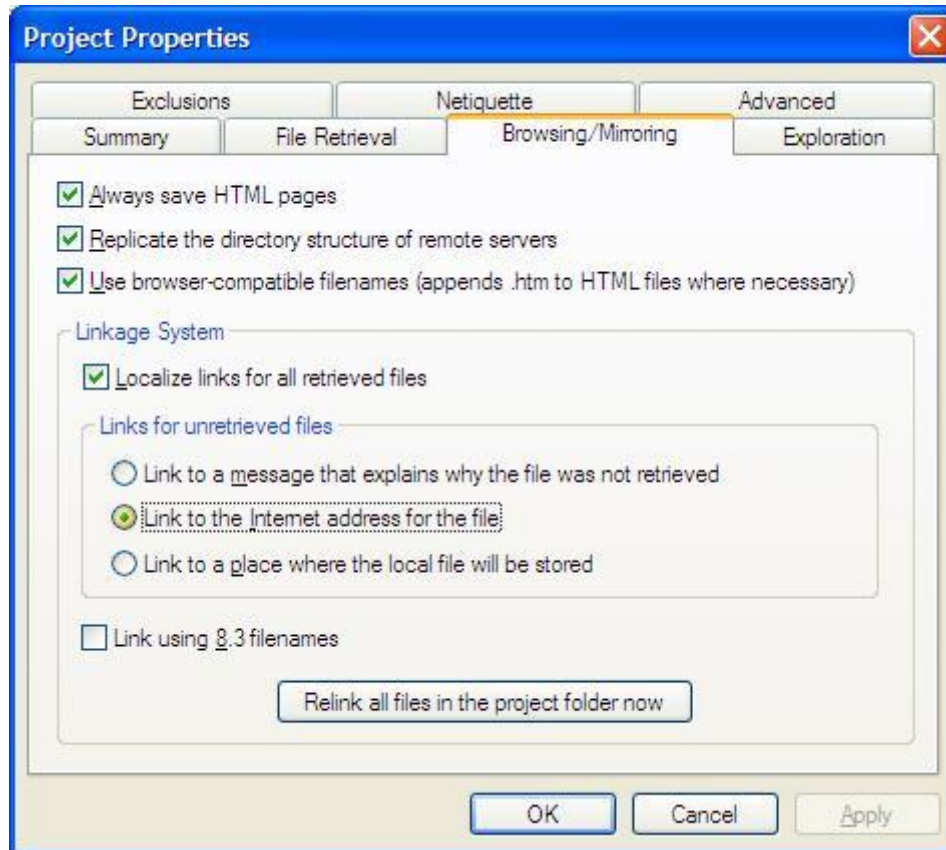 Project Properties
Exclusions Netiquette Advanced
Summary File Retrieval Browsing/Mirroring Exploration
Always save HTML pages
Replicate the directory structure of remote servers
Use browser-compatible filenames (appends .htm to HTML files where necessary)
Linkage System
Localize links for all retrieved files
Links for unretrieved files
Link to a message that explains why the file was not retrieved
Link to the Internet address for the file
Link to a place where the local file will be stored
Link using 8.3 filenames
Relink all files in the project folder now
OK Cancel Apply